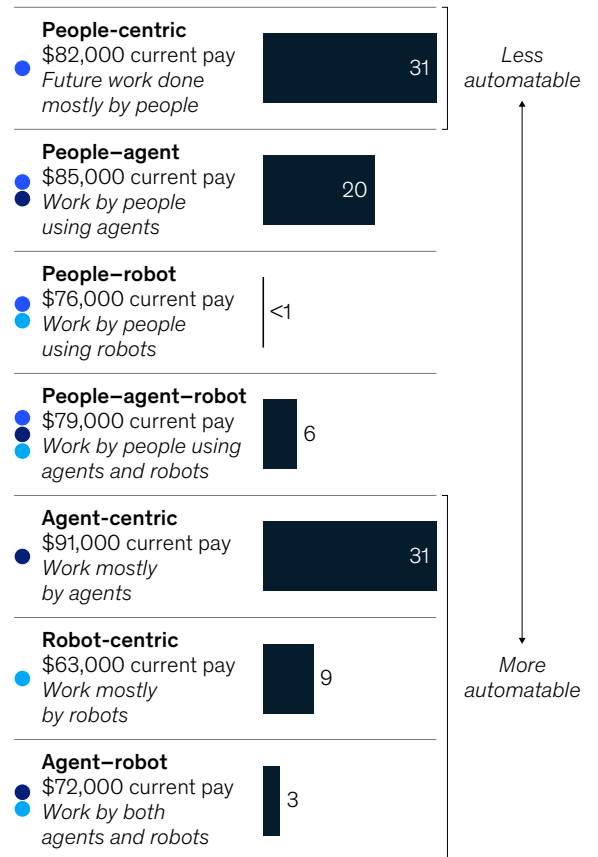 People-centric
$82,000 current pay
Future work done
mostly by people
31
Less
automatable
People–agent
$85,000 current pay
Work by people
using agents
20
People–robot
$76,000 current pay
Work by people
using robots
<1
People–agent–robot
$79,000 current pay
Work by people using
agents and robots
6
Agent-centric
$91,000 current pay
Work mostly
by agents
31
Robot-centric
$63,000 current pay
Work mostly
by robots
9
More
automatable
Agent–robot
$72,000 current pay
Work by both
agents and robots
3